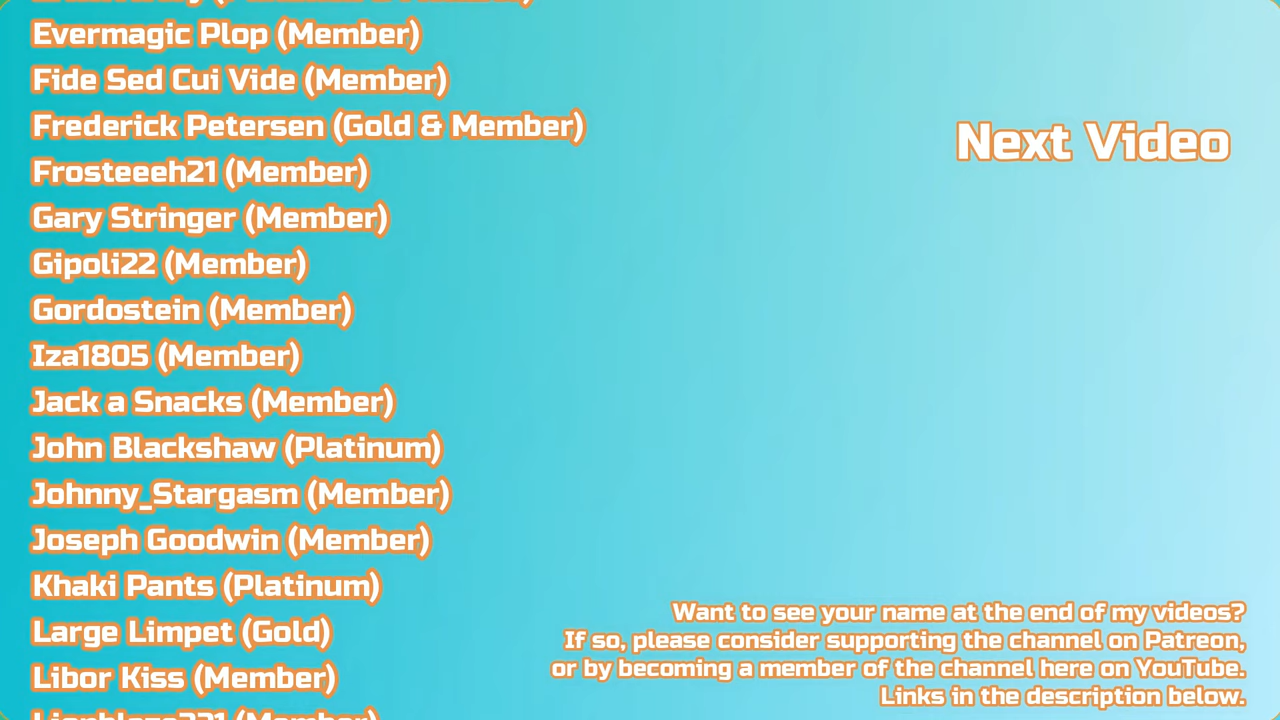 Evermagic Plop (Member)
Fide Sed Cui Vide (Member)
Frederick Petersen (Gold & Member)
Frosteeeh21 (Member)
Gary Stringer (Member)
Gipoli22 (Member)
Gordostein (Member)
Iza1805 (Member)
Jack a Snacks (Member)
John Blackshaw (Platinum)
Johnny_Stargasm (Member)
Joseph Goodwin (Member)
Khaki Pants (Platinum)
Large Limpet (Gold)
Libor Kiss (Member)
Next Video
Want to see your name at the end of my videos?
If so, please consider supporting the channel on Patreon,
or by becoming a member of the channel here on YouTube.
Links in the description below.